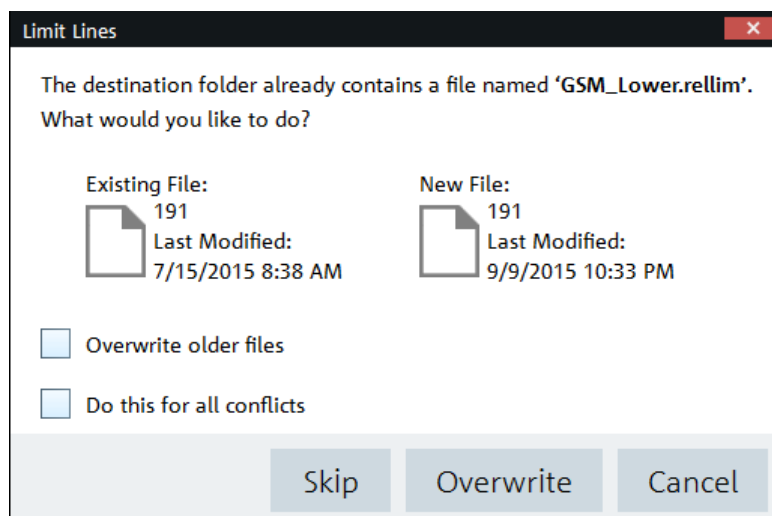 Limit Lines
The destination folder already contains a file named ‘GSM_Lower.rellim’.
What would you like to do?
Existing File:
191
Last Modified:
7/15/2015 8:38 AM
New File:
191
Last Modified:
9/9/2015 10:33 PM
Overwrite older files
Do this for all conflicts
Skip
Overwrite
Cancel